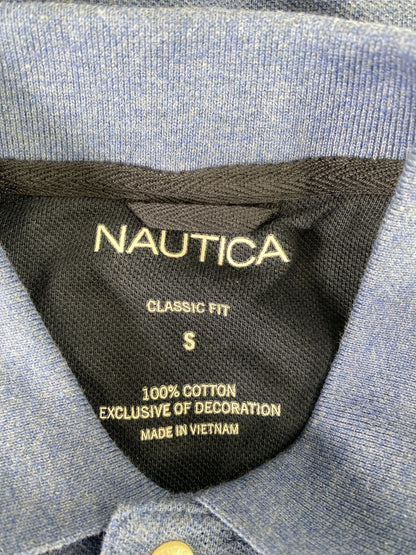 NAUTICA
CLASSIC FIT
S
100% COTTON
EXCLUSIVE OF DECORATION
MADE IN VIETNAM